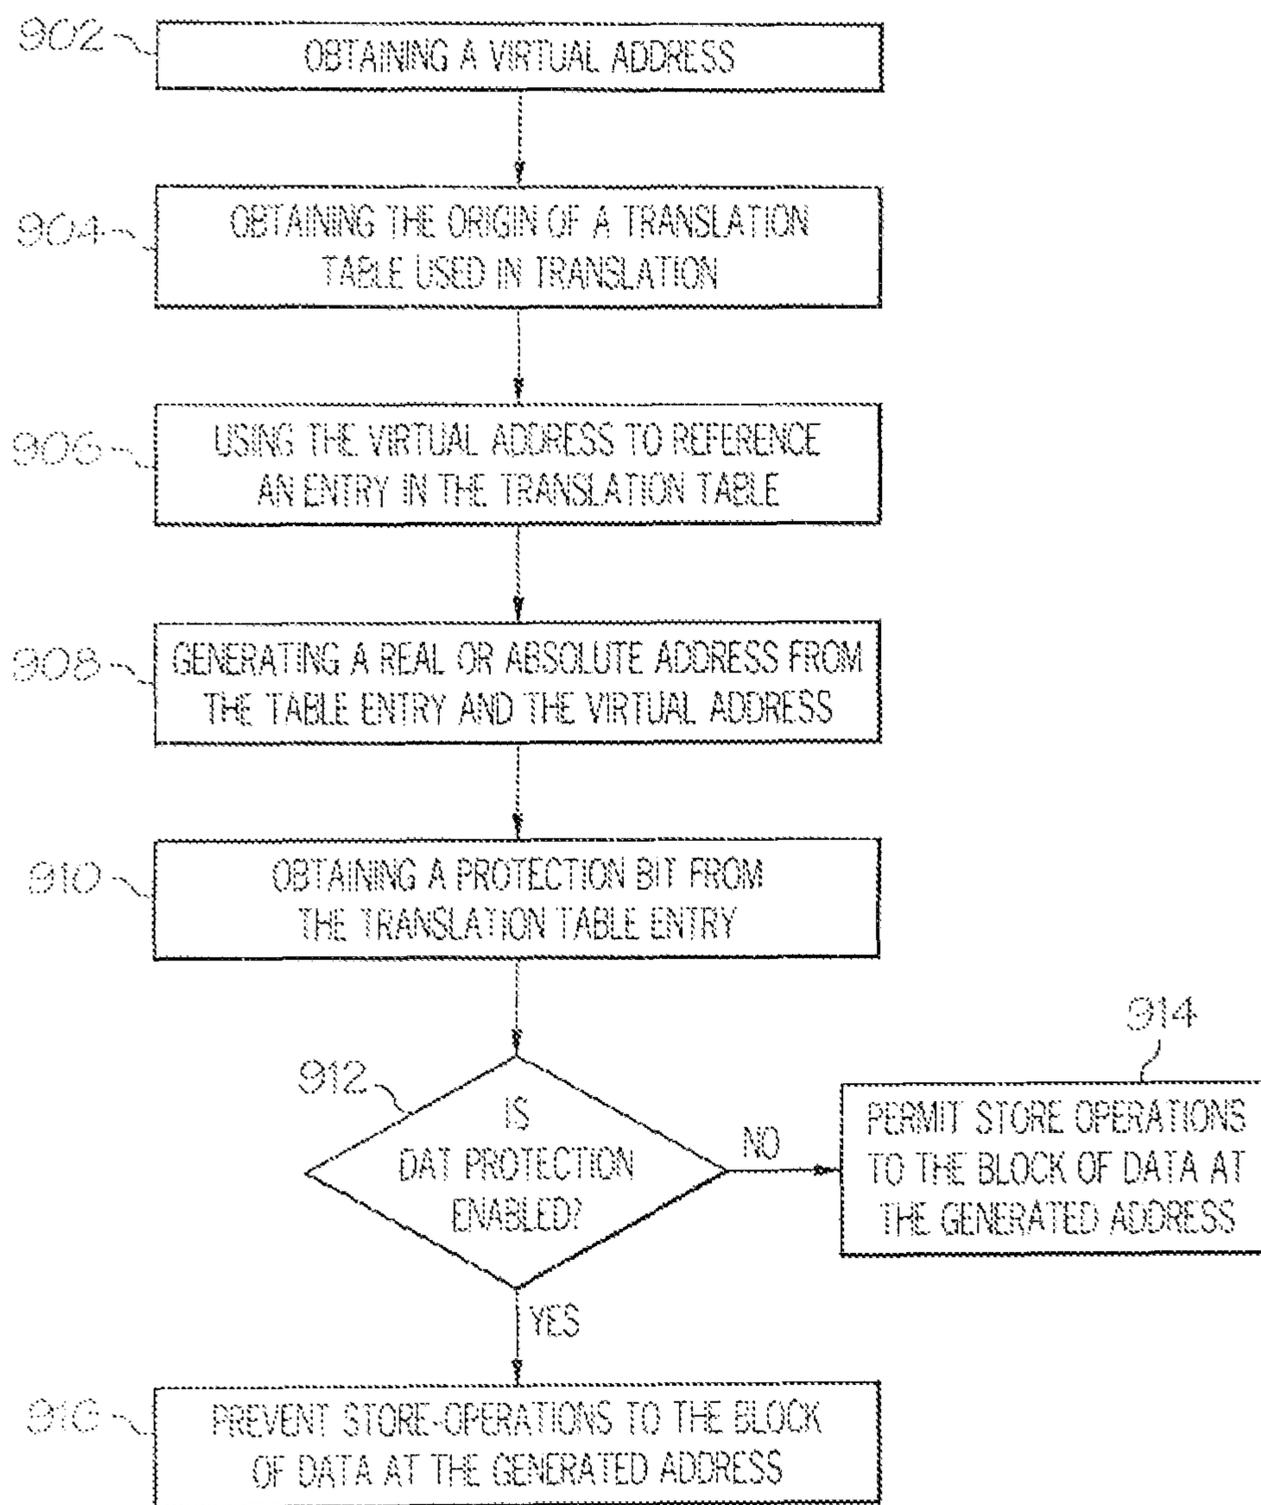 902
OBTAINING A VIRTUAL ADDRESS
904
OBTAINING THE ORIGIN OF A TRANSLATION
TABLE USED IN TRANSLATION
906
USING THE VIRTUAL ADDRESS TO REFERENCE
AN ENTRY IN THE TRANSLATION TABLE
908
GENERATING A REAL OR ABSOLUTE ADDRESS FROM
THE TABLE ENTRY AND THE VIRTUAL ADDRESS
910
OBTAINING A PROTECTION BIT FROM
THE TRANSLATION TABLE ENTRY
912
IS
DAT PROTECTION
ENABLED?
NO
914
PERMIT STORE OPERATIONS
TO THE BLOCK OF DATA AT
THE GENERATED ADDRESS
YES
916
PREVENT STORE-OPERATIONS TO THE BLOCK
OF DATA AT THE GENERATED ADDRESS